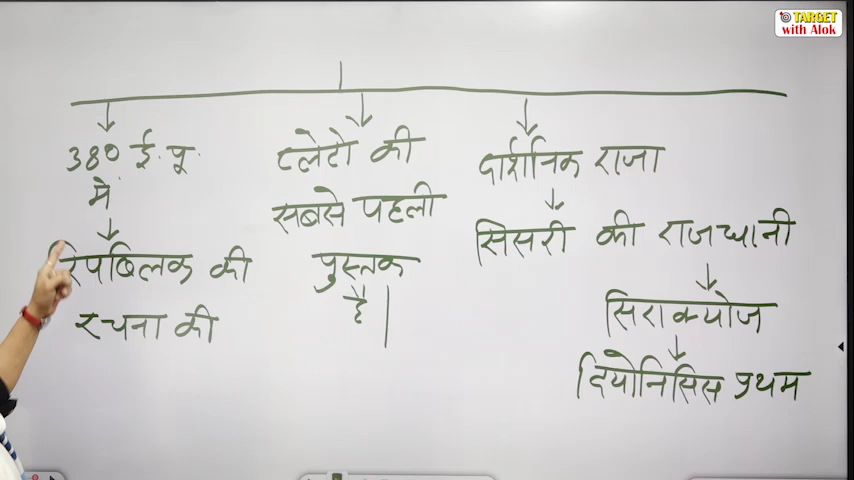 TARGET
with Alok
380 ई. पू.
में
रिपब्लिक की
रचना की
प्लेटो की
सबसे पहली
पुस्तक
है।
दार्शनिक राजा
सिसरी की राजधानी
सिराक्योज
दियोनिसिस प्रथम